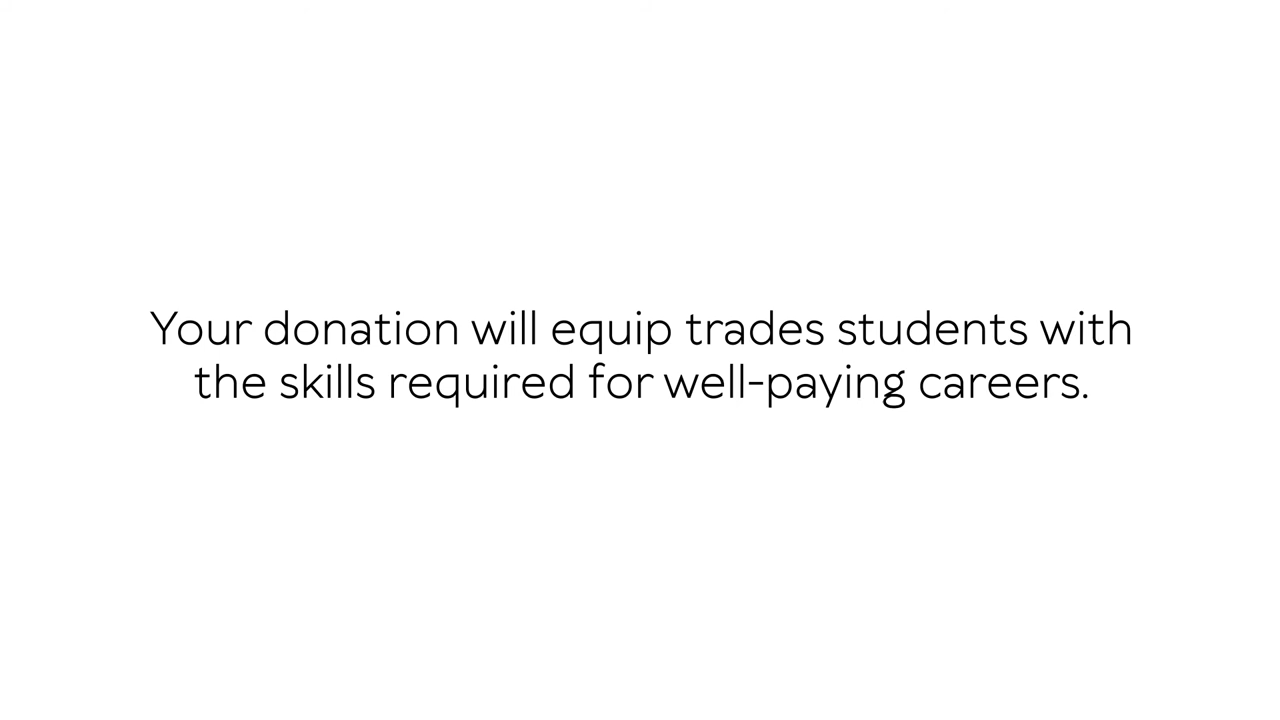 Your donation will equip trades students with
the skills required for well-paying careers.